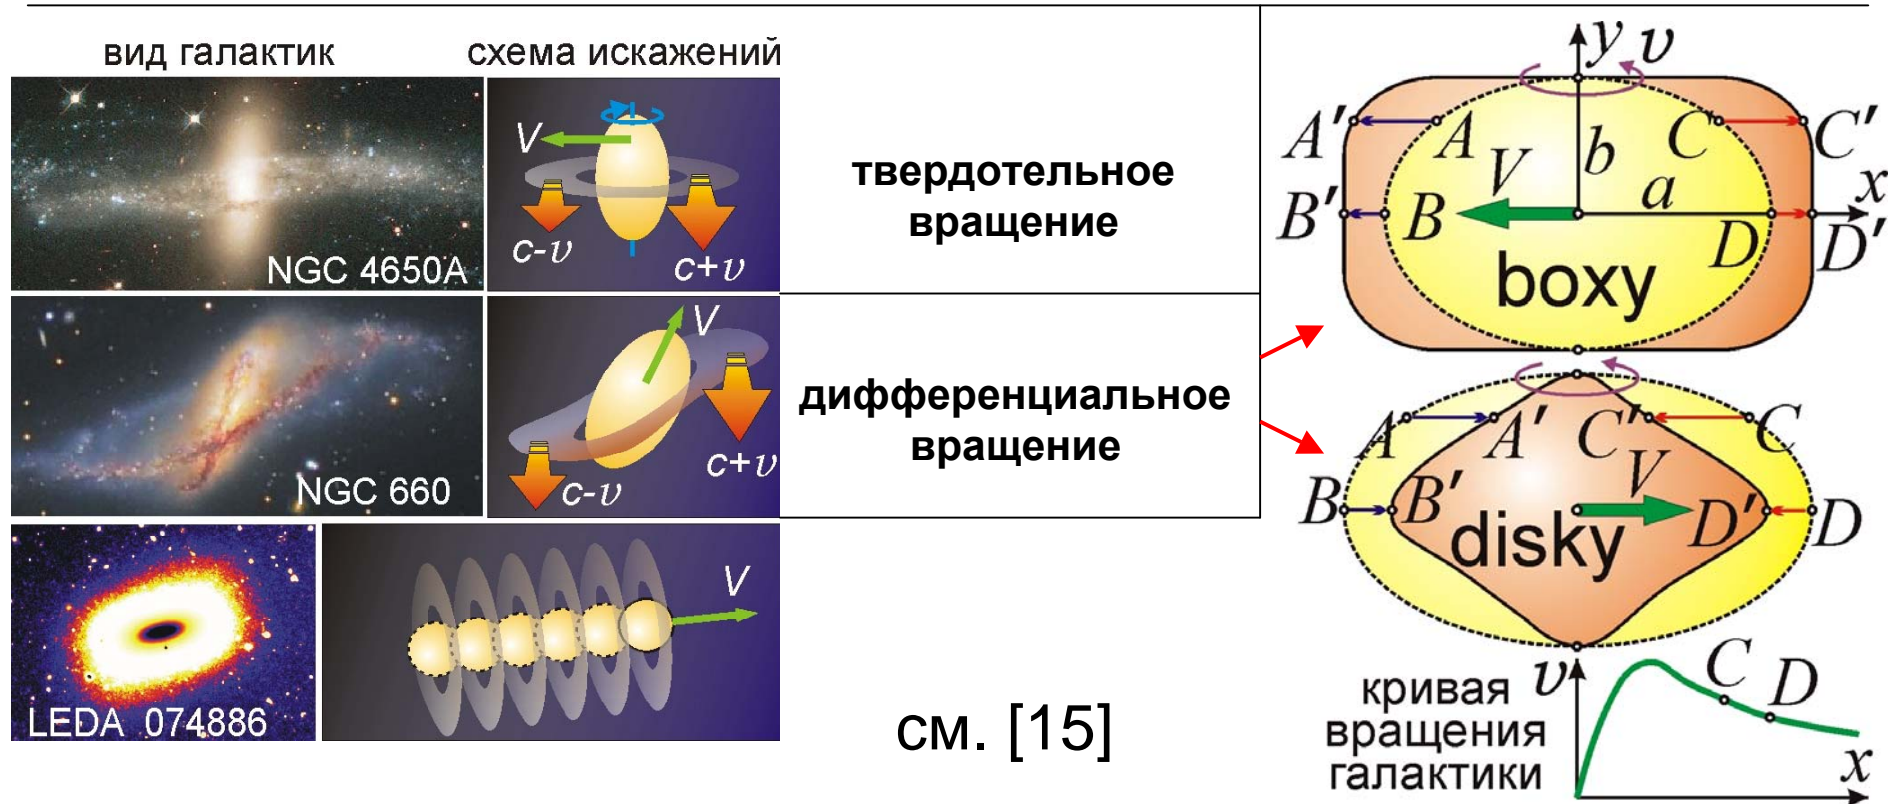 вид галактик
схема искажений
NGC 4650A
V
c-υ
c+υ
твердотельное
вращение
NGC 660
V
c-υ
c+υ
дифференциальное
вращение
LEDA 074886
V
см. [15]
y υ
A' A C C'
V b a x
B' B D D'
boxy
A A' C' C
V
B B' D' D
disky
υ C D
кривая
вращения
галактики
x